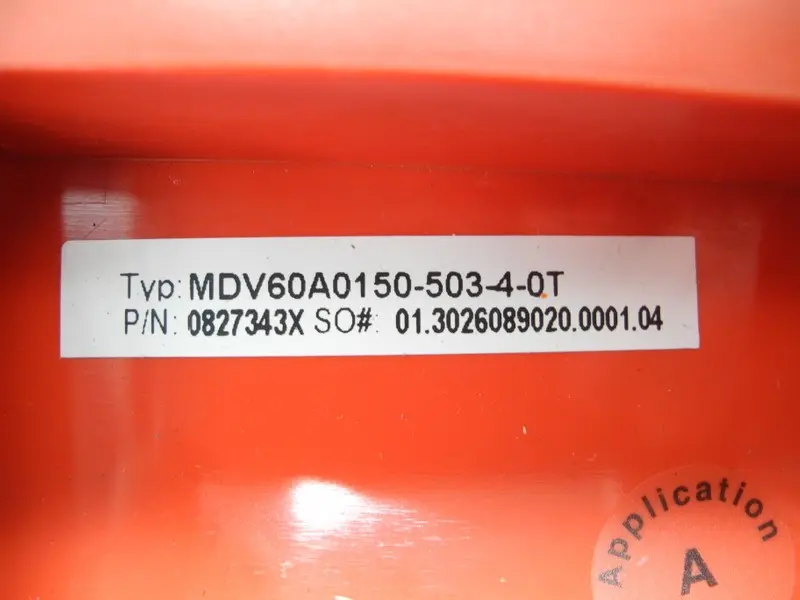 Typ: MDV60A0150-503-4-0T
P/N: 0827343X SO#: 01.3026089020.0001.04
Application
A